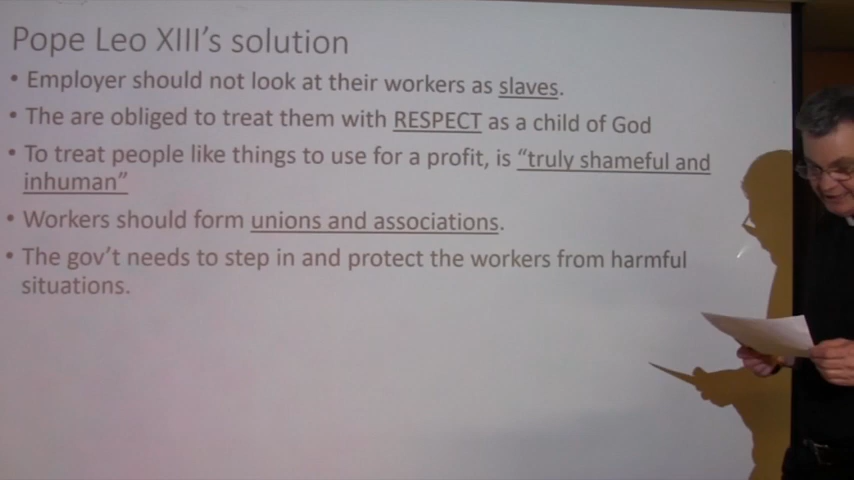 Pope Leo XIII's solution
• Employer should not look at their workers as slaves.
• The are obliged to treat them with RESPECT as a child of God
• To treat people like things to use for a profit, is "truly shameful and
inhuman"
• Workers should form unions and associations.
• The gov't needs to step in and protect the workers from harmful
situations.